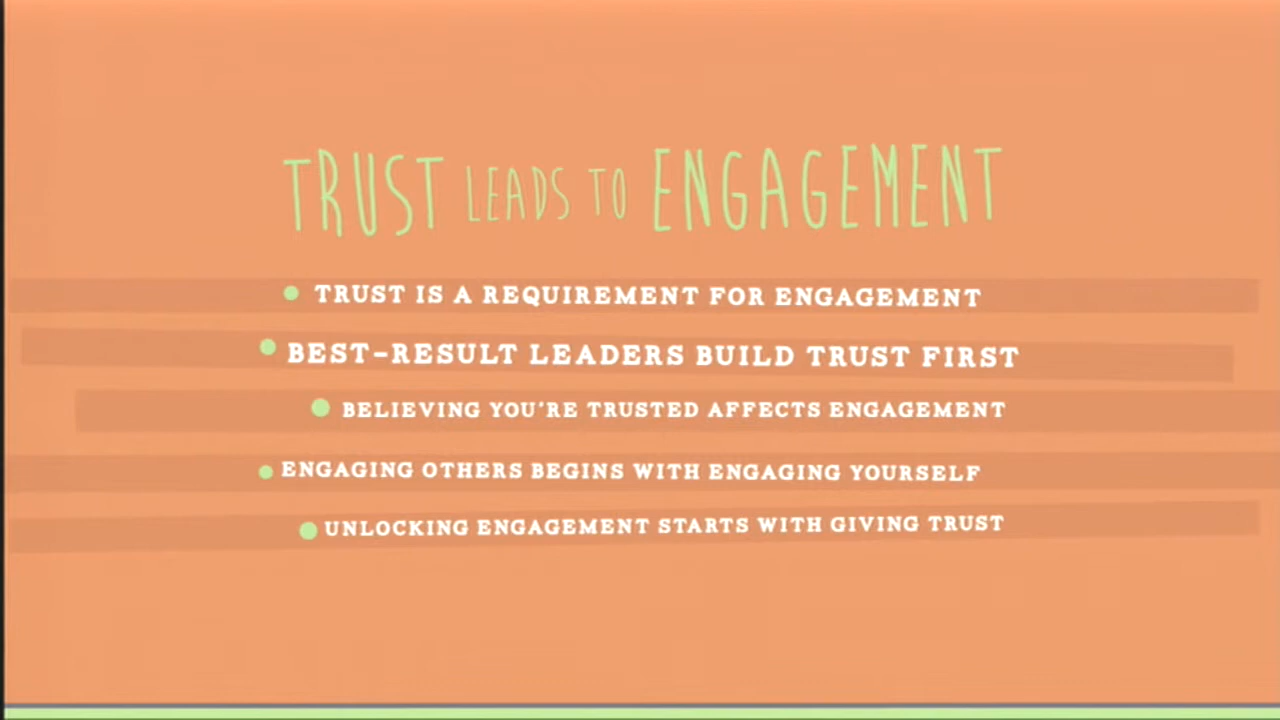 TRUST LEADS TO ENGAGEMENT
TRUST IS A REQUIREMENT FOR ENGAGEMENT
BEST-RESULT LEADERS BUILD TRUST FIRST
BELIEVING YOU'RE TRUSTED AFFECTS ENGAGEMENT
ENGAGING OTHERS BEGINS WITH ENGAGING YOURSELF
UNLOCKING ENGAGEMENT STARTS WITH GIVING TRUST